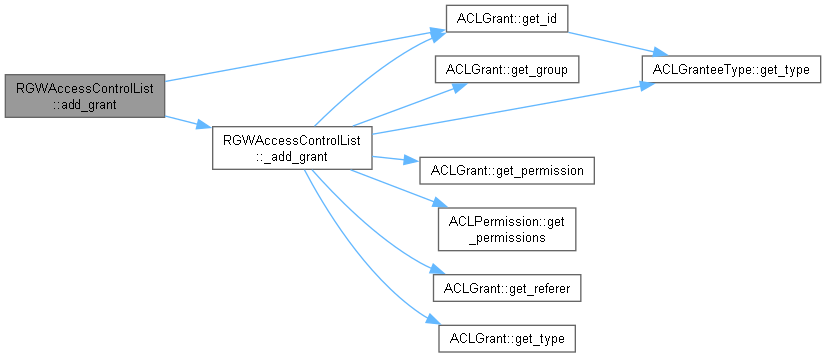 RGWAccessControlList
::add_grant
RGWAccessControlList
::_add_grant
ACLGrant::get_id
ACLGrant::get_group
ACLGranteeType::get_type
ACLGrant::get_permission
ACLPermission::get
_permissions
ACLGrant::get_referer
ACLGrant::get_type